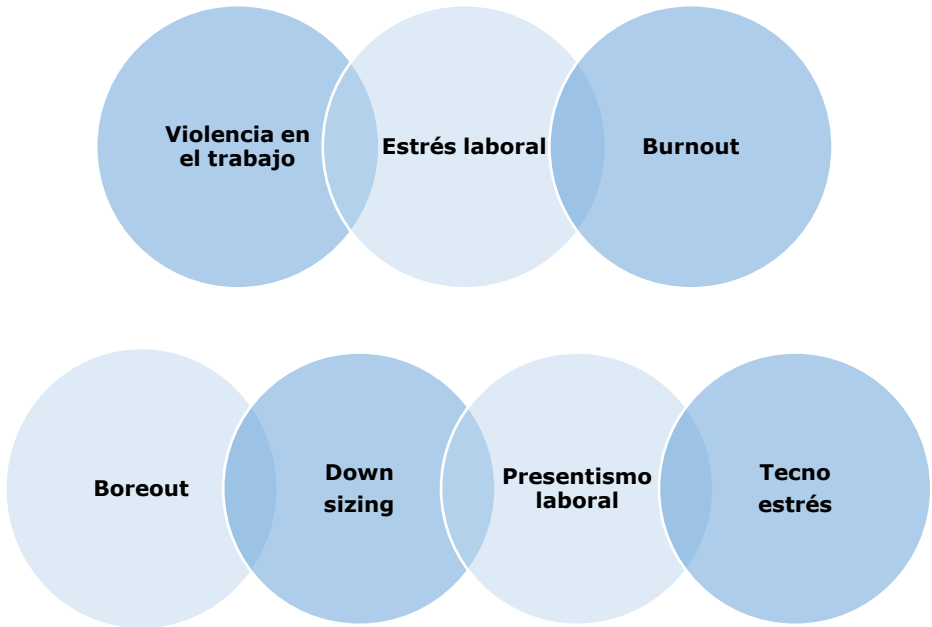 Violencia en
el trabajo
Estrés laboral
Burnout
Boreout
Down
sizing
Presentismo
laboral
Tecno
estrés